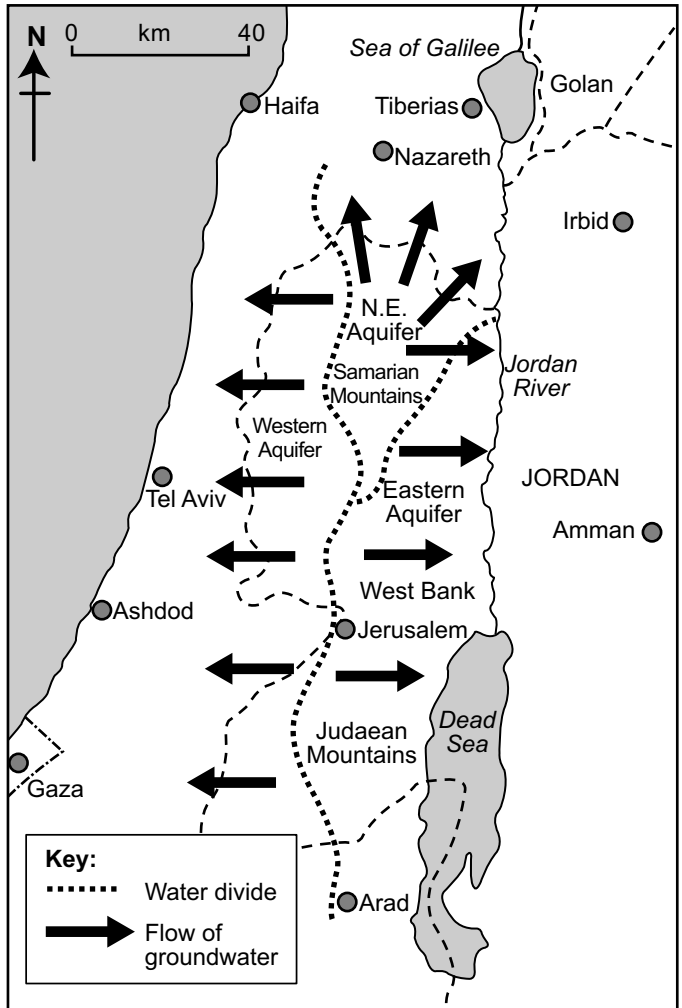 N
0 km 40
Sea of Galilee
Golan
Haifa
Tiberias
Nazareth
Irbid
N.E.
Aquifer
Samarian
Mountains
Jordan
River
Western
Aquifer
Tel Aviv
Eastern
Aquifer
JORDAN
Amman
West Bank
Ashdod
Jerusalem
Dead
Sea
Judaean
Mountains
Gaza
Key:
Water divide
Flow of
groundwater
Arad